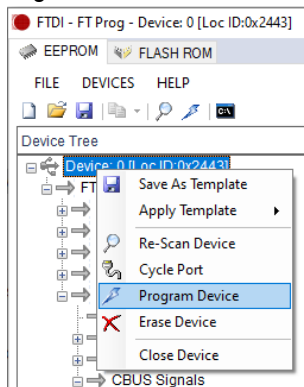 FTDI - FT Prog - Device: 0 [Loc ID:0x2443]
EEPROM FLASH ROM
FILE DEVICES HELP
Device Tree
Device: 0 [Loc ID:0x2443]
FT
Save As Template
Apply Template
Re-Scan Device
Cycle Port
Program Device
Erase Device
Close Device
CBUS Signals